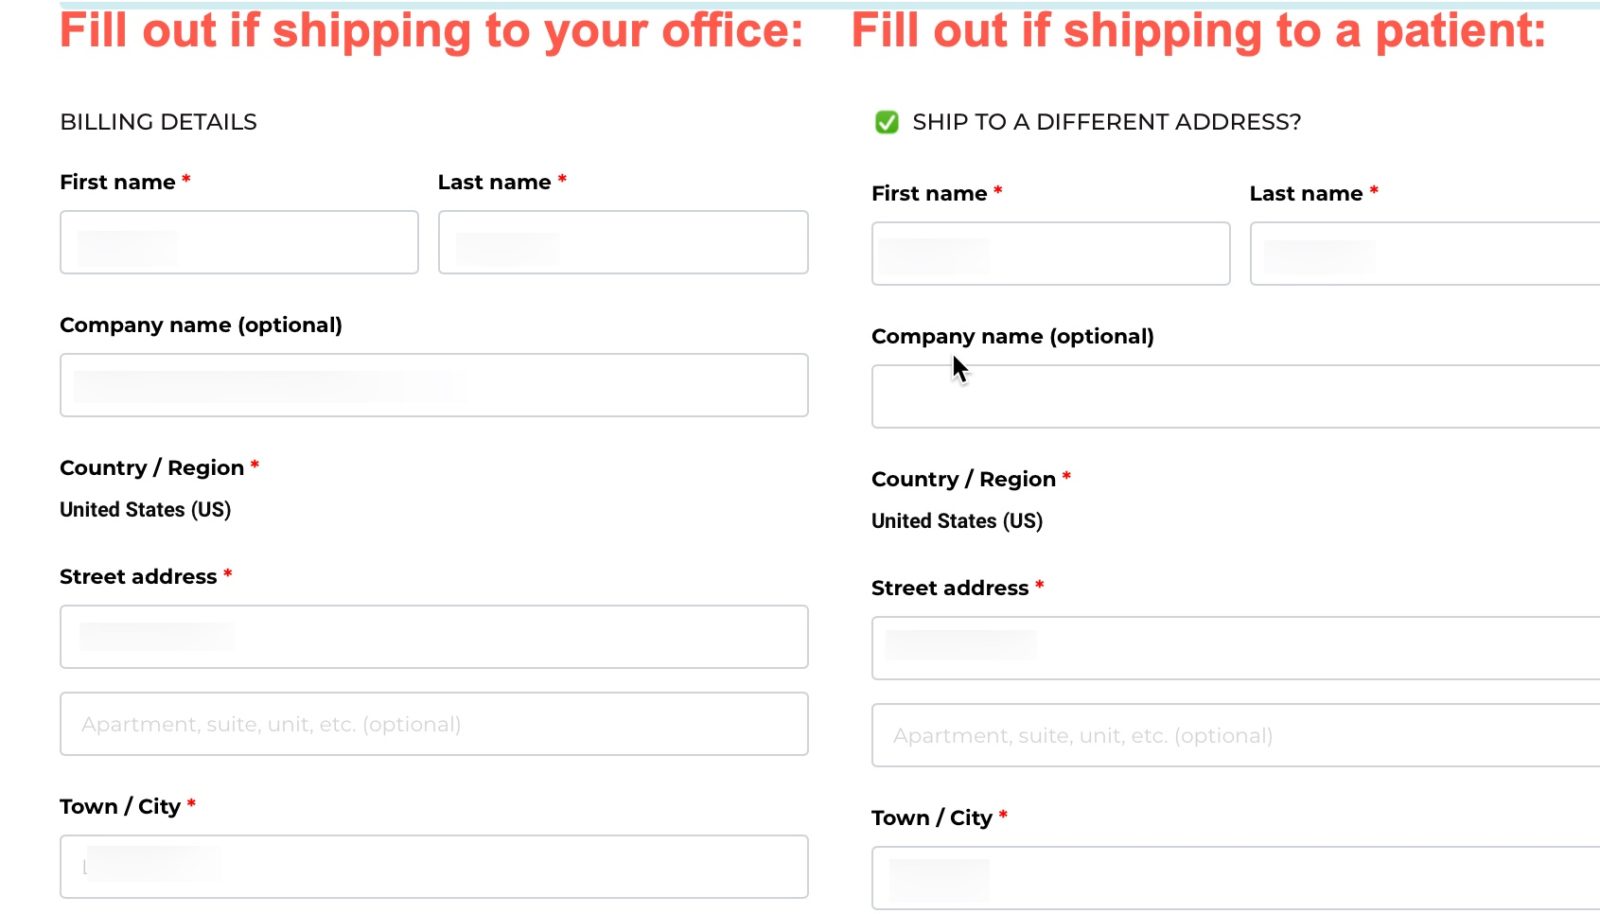 Fill out if shipping to your office:
BILLING DETAILS
First name *
Last name *
Company name (optional)
Country / Region *
United States (US)
Street address *
Apartment, suite, unit, etc. (optional)
Town / City *
Fill out if shipping to a patient:
SHIP TO A DIFFERENT ADDRESS?
First name *
Last name *
Company name (optional)
Country / Region *
United States (US)
Street address *
Apartment, suite, unit, etc. (optional)
Town / City *